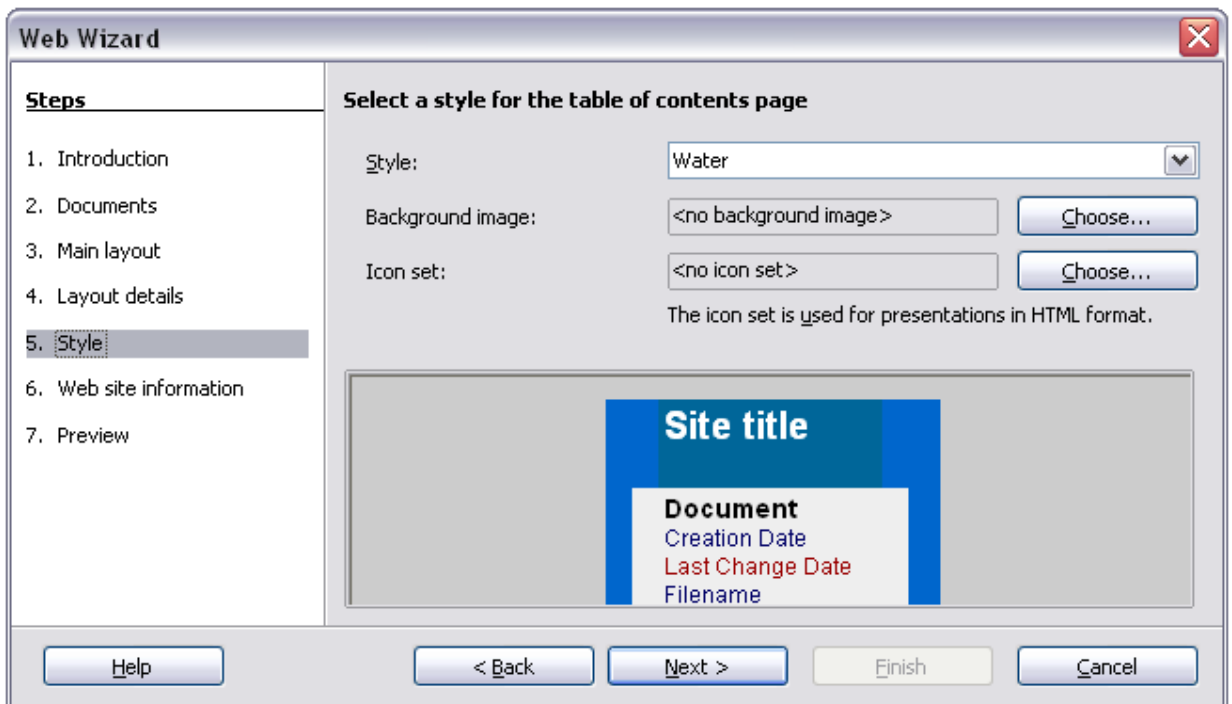 Web Wizard
Steps
1. Introduction
2. Documents
3. Main layout
4. Layout details
5. Style
6. Web site information
7. Preview
Select a style for the table of contents page
Style: Water
Background image: <no background image> Choose...
Icon set: <no icon set> Choose...
The icon set is used for presentations in HTML format.
Site title
Document
Creation Date
Last Change Date
Filename
Help < Back Next > Finish Cancel